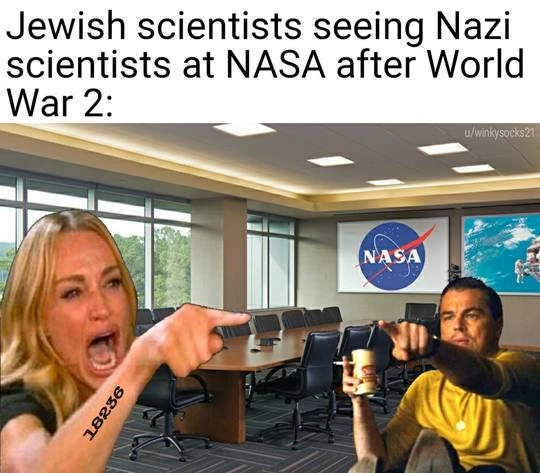 Jewish scientists seeing Nazi
scientists at NASA after World
War 2:
u/winkysocks21
NASA
18236